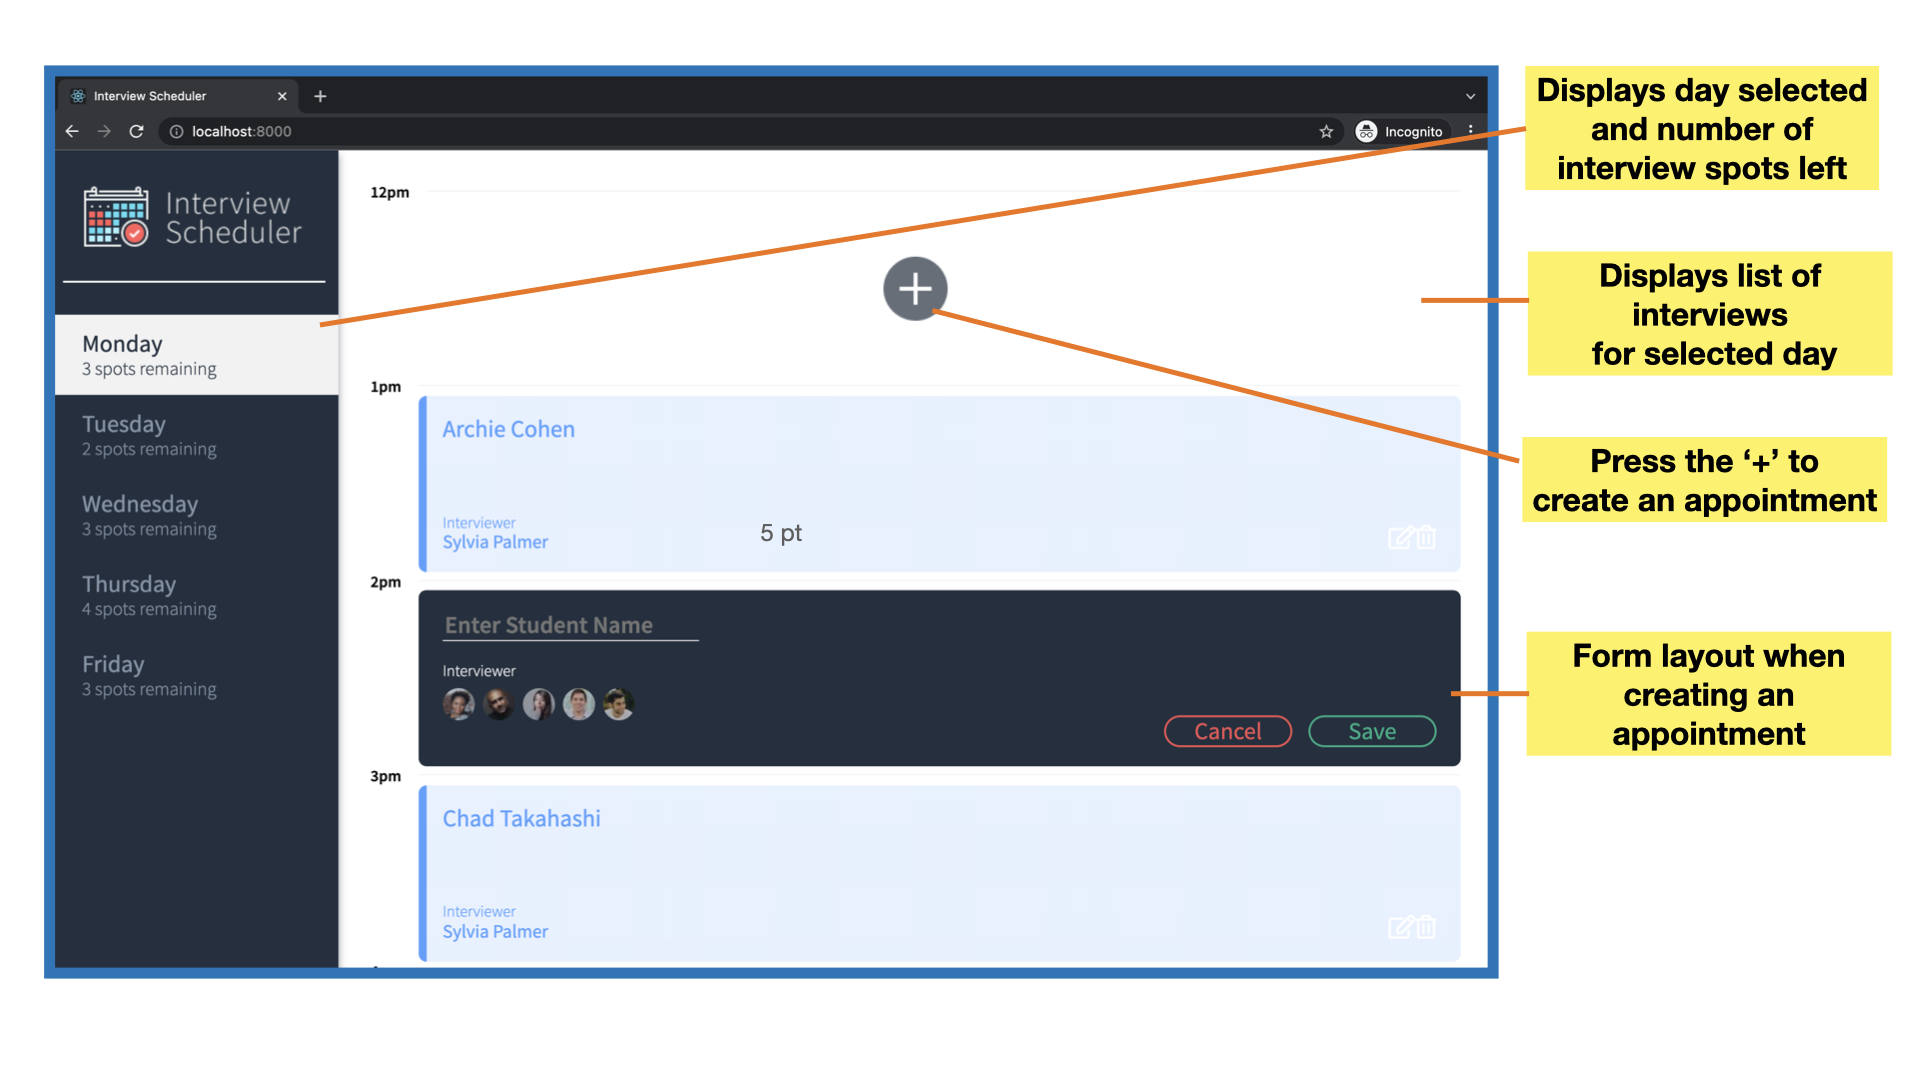 Interview Scheduler
localhost:8000
Incognito
Interview
Scheduler
Monday
3 spots remaining
Tuesday
2 spots remaining
Wednesday
3 spots remaining
Thursday
4 spots remaining
Friday
3 spots remaining
12pm
1pm
Archie Cohen
Interviewer
Sylvia Palmer
5 pt
2pm
Enter Student Name
Interviewer
Cancel
Save
3pm
Chad Takahashi
Interviewer
Sylvia Palmer
Displays day selected
and number of
interview spots left
Displays list of
interviews
for selected day
Press the ‘+’ to
create an appointment
Form layout when
creating an
appointment